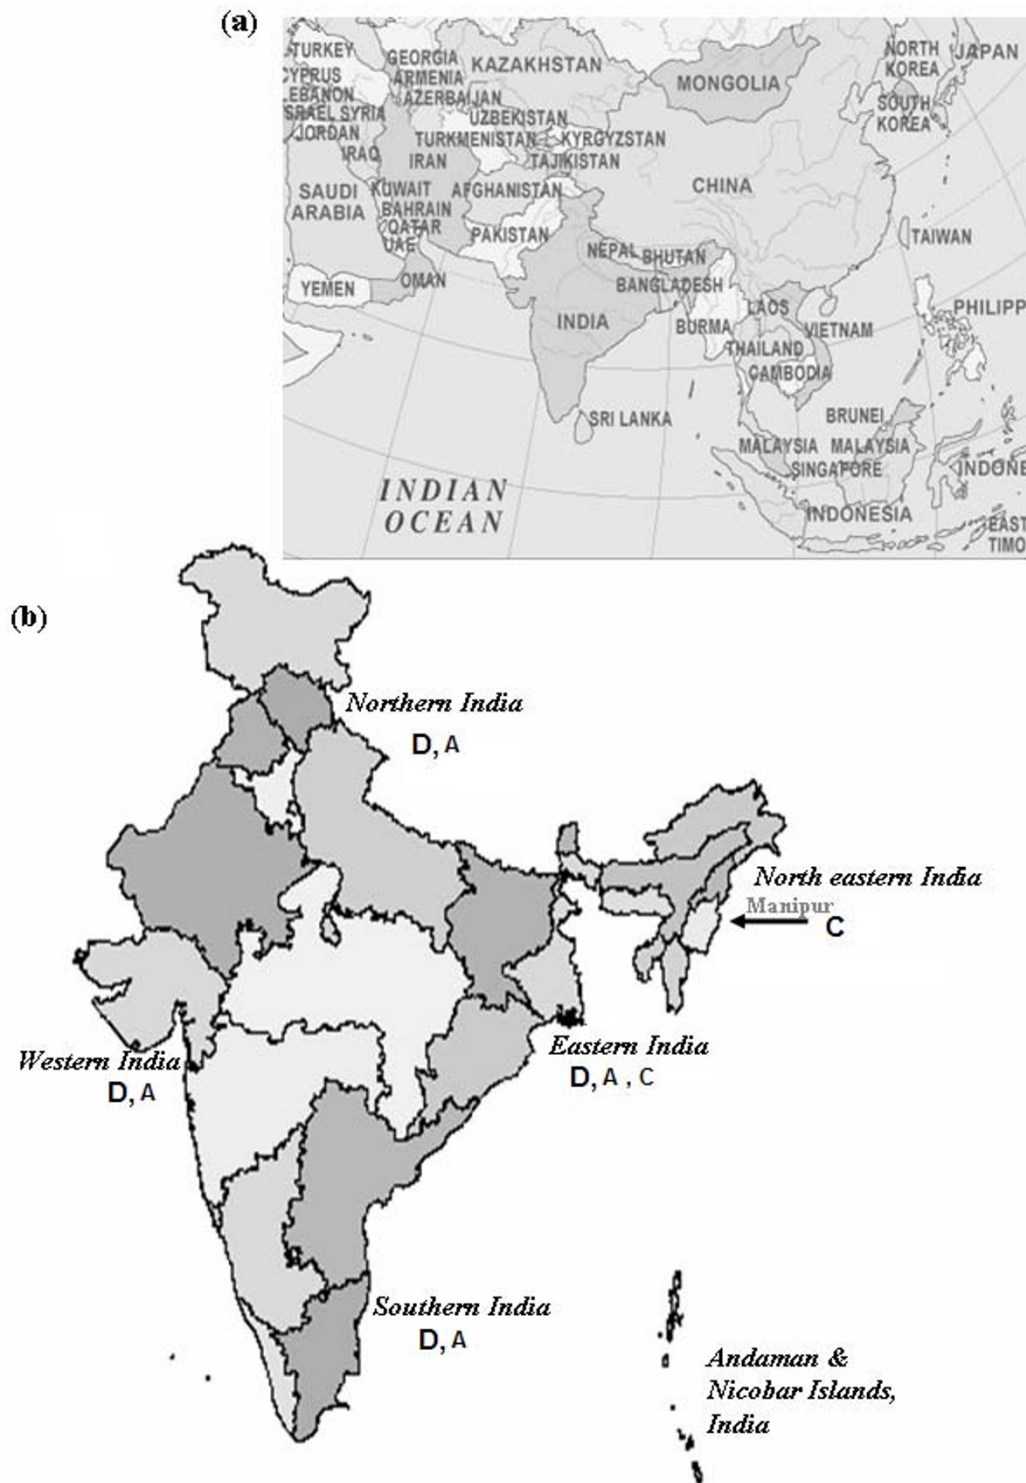 (a)
TURKEY
GEORGIA
KAZAKHSTAN
MONGOLIA
NORTH
KOREA
JAPAN
CYPRUS
ARMENIA
LEBANON
AZERBAIJAN
ISRAEL SYRIA
UZBEKISTAN
SOUTH
KOREA
JORDAN
TURKMENISTAN
KYRGYZSTAN
IRAQ
IRAN
TAJIKISTAN
SAUDI
ARABIA
KUWAIT
AFGHANISTAN
CHINA
BAHRAIN
QATAR
PAKISTAN
UAE
NEPAL
BHUTAN
TAIWAN
YEMEN
OMAN
BANGLADESH
INDIA
BURMA
LAOS
VIETNAM
PHILIPP
THAILAND
CAMBODIA
SRI LANKA
BRUNEI
MALAYSIA
MALAYSIA
SINGAPORE
INDONE
INDIAN
OCEAN
INDONESIA
EAST
TIMO
(b)
Northern India
D, A
North eastern India
Manipur
C
Western India
D, A
Eastern India
D, A , C
Southern India
D, A
Andaman &
Nicobar Islands,
India